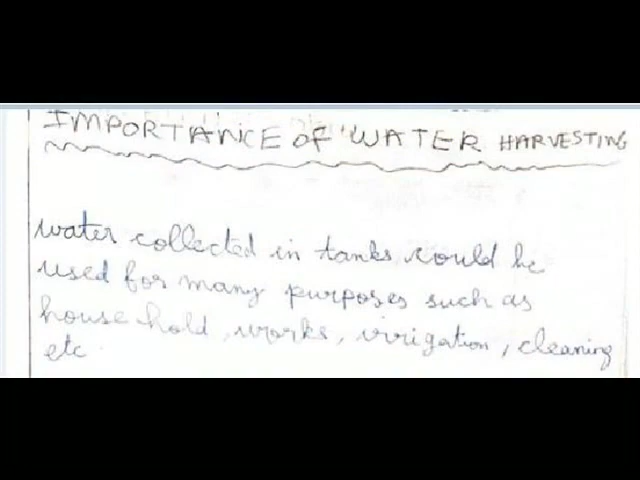 IMPORTANCE OF WATER HARVESTING
water collected in tanks could be
used for many purposes such as
house hold, works, irrigation, cleaning
etc.